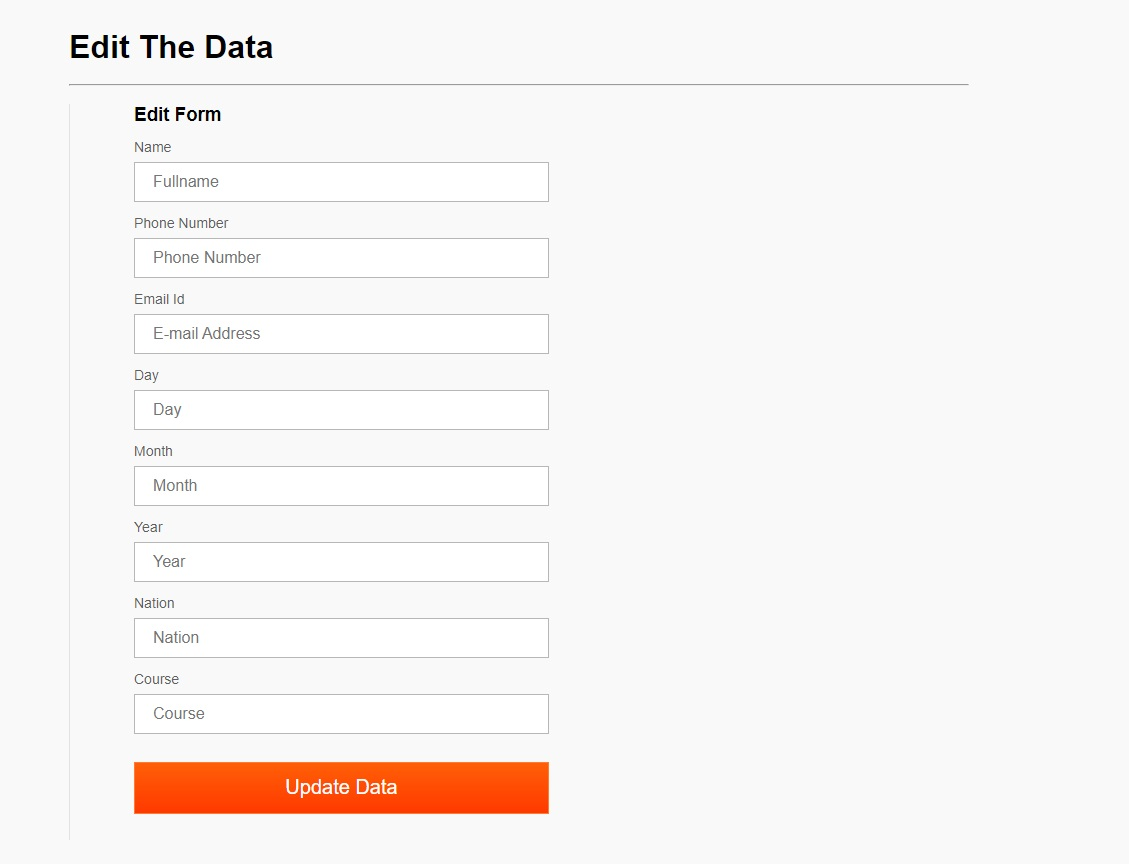 Edit The Data
Edit Form
Name
Fullname
Phone Number
Phone Number
Email Id
E-mail Address
Day
Day
Month
Month
Year
Year
Nation
Nation
Course
Course
Update Data